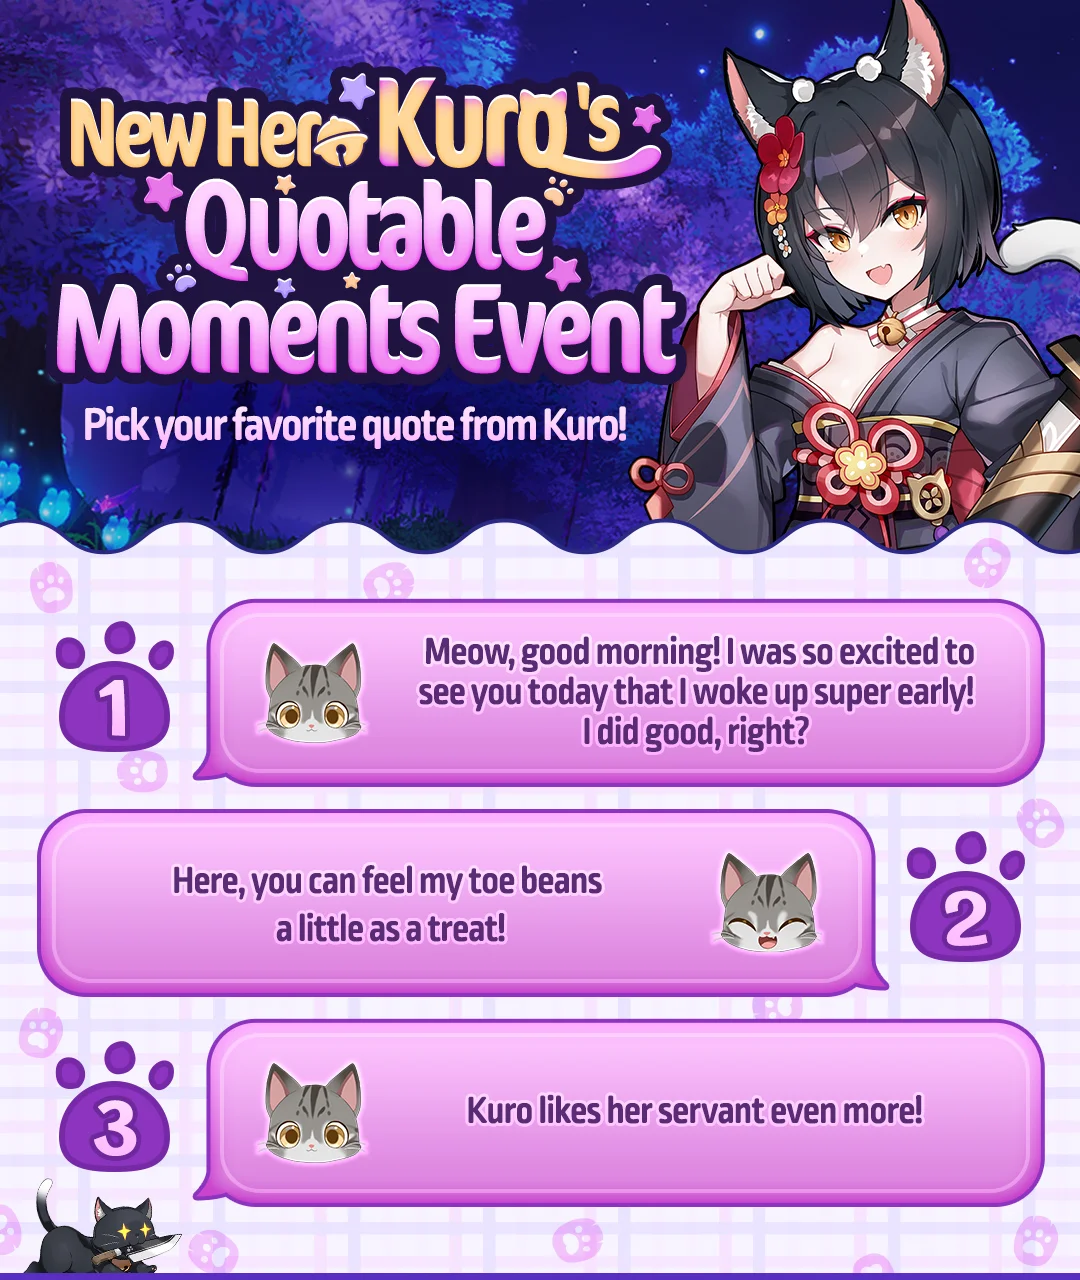 New Hero Kuro's
Quotable
Moments Event
Pick your favorite quote from Kuro!
1
Meow, good morning! I was so excited to
see you today that I woke up super early!
I did good, right?
Here, you can feel my toe beans
a little as a treat!
2
3
Kuro likes her servant even more!